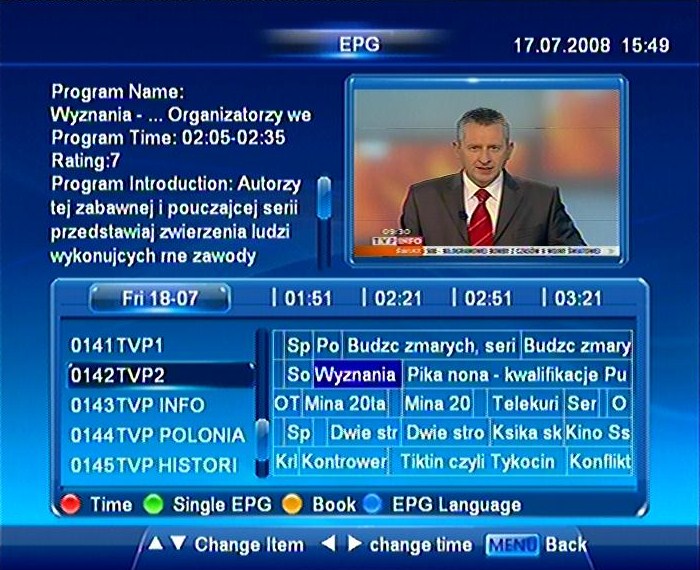 EPG
17.07.2008 15:49
Program Name:
Wyznania - ... Organizatorzy we
Program Time: 02:05-02:35
Rating:7
Program Introduction: Autorzy
tej zabawnej i pouczajcej serii
przedstawiaj zwierzenia ludzi
wykonujcych rne zawody
09:30
TVP INFO
Fri 18-07 01:51 02:21 02:51 03:21
0141TVP1 Sp Po Budzc zmarych, seri Budzc zmary
0142TVP2 So Wyznania Pika nona - kwalifikacje Pu
0143TVP INFO OT Mina 20ta Mina 20 Telekuri Ser O
0144TVP POLONIA Sp Dwie str Dwie stro Ksika sk Kino Ss
0145TVP HISTORI Krl Kontrower Tiktin czyli Tykocin Konflikt
Time Single EPG Book EPG Language
Change Item change time MENU Back